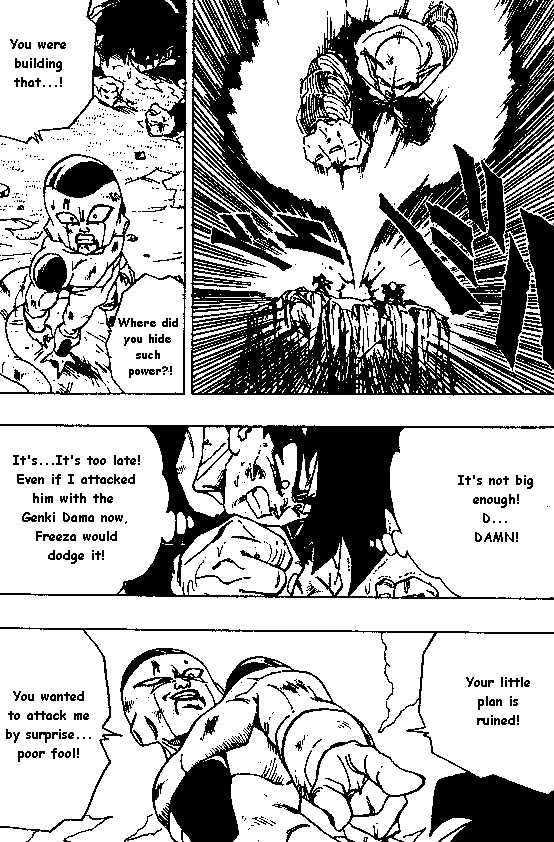 You were
building
that...!
Where did
you hide
such
power?!
It's not big
enough!
D...
DAMN!
It's...It's too late!
Even if I attacked
him with the
Genki Dama now,
Freeza would
dodge it!
Your little
plan is
ruined!
You wanted
to attack me
by surprise...
poor fool!